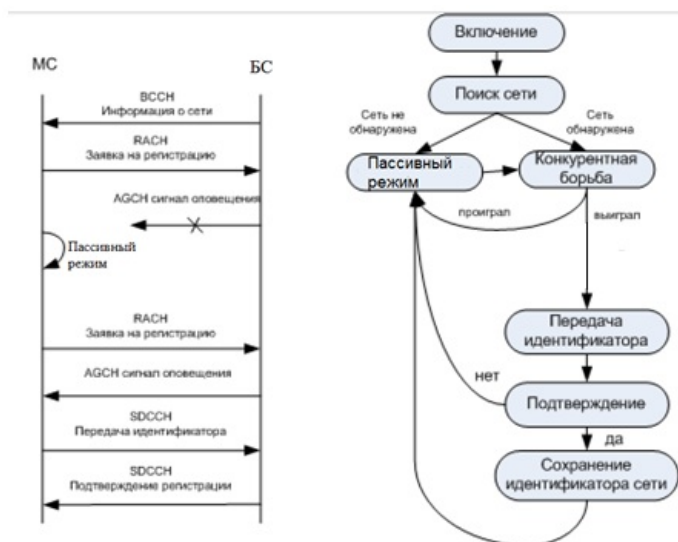 МС
БС
BCCH
Информация о сети
RACH
Заявка на регистрацию
AGCH сигнал оповещения
Пассивный
режим
RACH
Заявка на регистрацию
AGCH сигнал оповещения
SDCCH
Передача идентификатора
SDCCH
Подтверждение регистрации
Включение
Поиск сети
Сеть не
обнаружена
Сеть
обнаружена
Пассивный
режим
Конкурентная
борьба
проиграл
выиграл
Передача
идентификатора
нет
Подтверждение
да
Сохранение
идентификатора сети